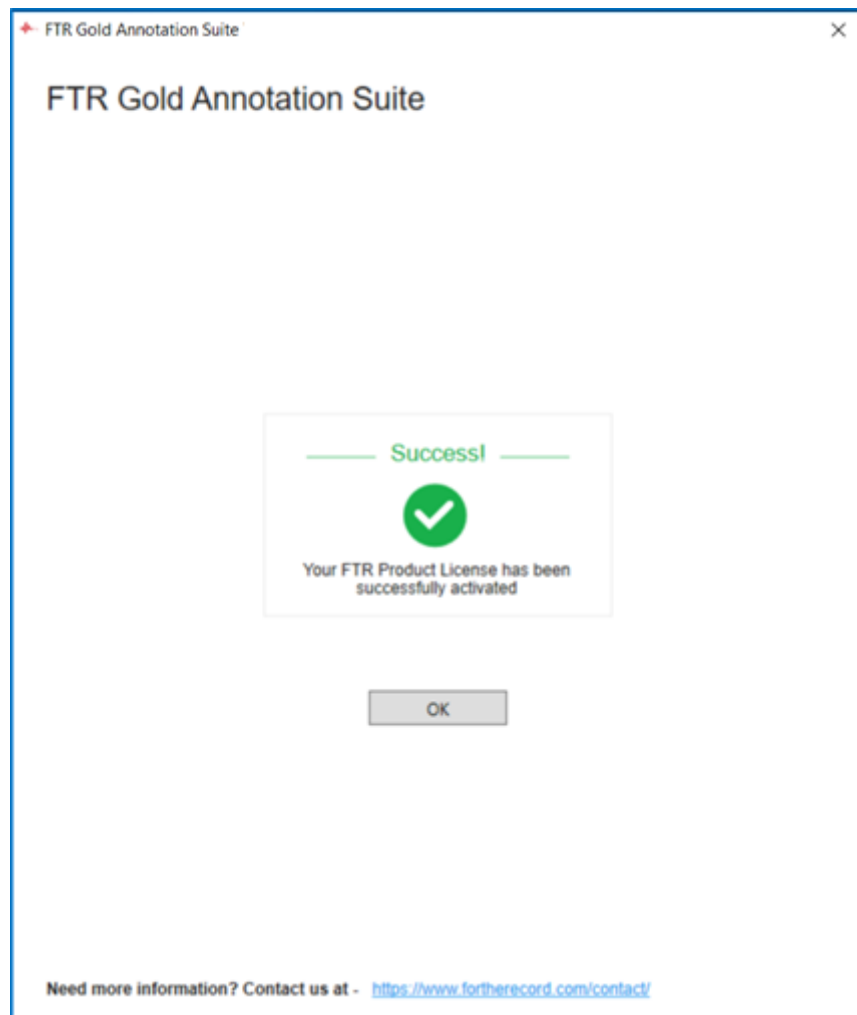 FTR Gold Annotation Suite
FTR Gold Annotation Suite
Success!
Your FTR Product License has been
successfully activated
OK
Need more information? Contact us at - https://www.fortherecord.com/contact/